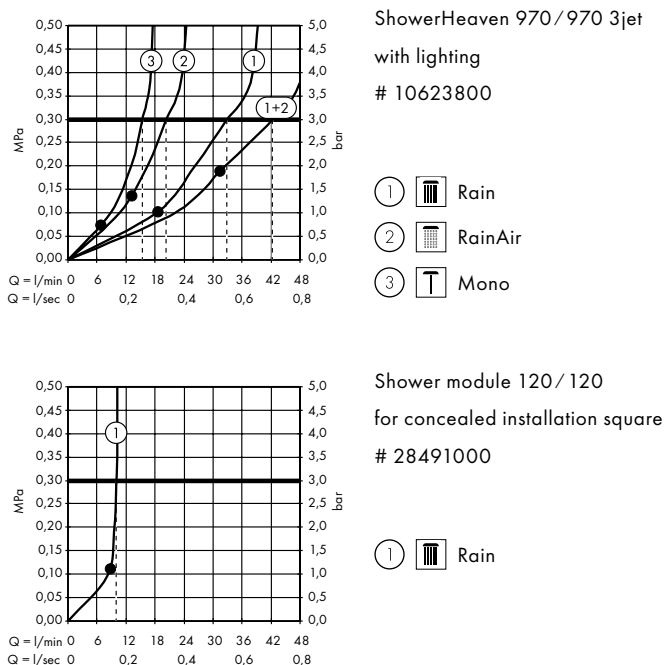 0,50 5,0
0,45 4,5
0,40 4,0
0,35 3,5
0,30 3,0
0,25 2,5
0,20 2,0
0,15 1,5
0,10 1,0
0,05 0,5
0,00 0,0
MPa
bar
3 2 1
1+2
Q = l/min 0 6 12 18 24 30 36 42 48
Q = l/sec 0 0,2 0,4 0,6 0,8
ShowerHeaven 970/970 3jet
with lighting
# 10623800
1 Rain
2 RainAir
3 Mono
0,50 5,0
0,45 4,5
0,40 4,0
0,35 3,5
0,30 3,0
0,25 2,5
0,20 2,0
0,15 1,5
0,10 1,0
0,05 0,5
0,00 0,0
MPa
bar
1
Q = l/min 0 6 12 18 24 30 36 42 48
Q = l/sec 0 0,2 0,4 0,6 0,8
Shower module 120/120
for concealed installation square
# 28491000
1 Rain